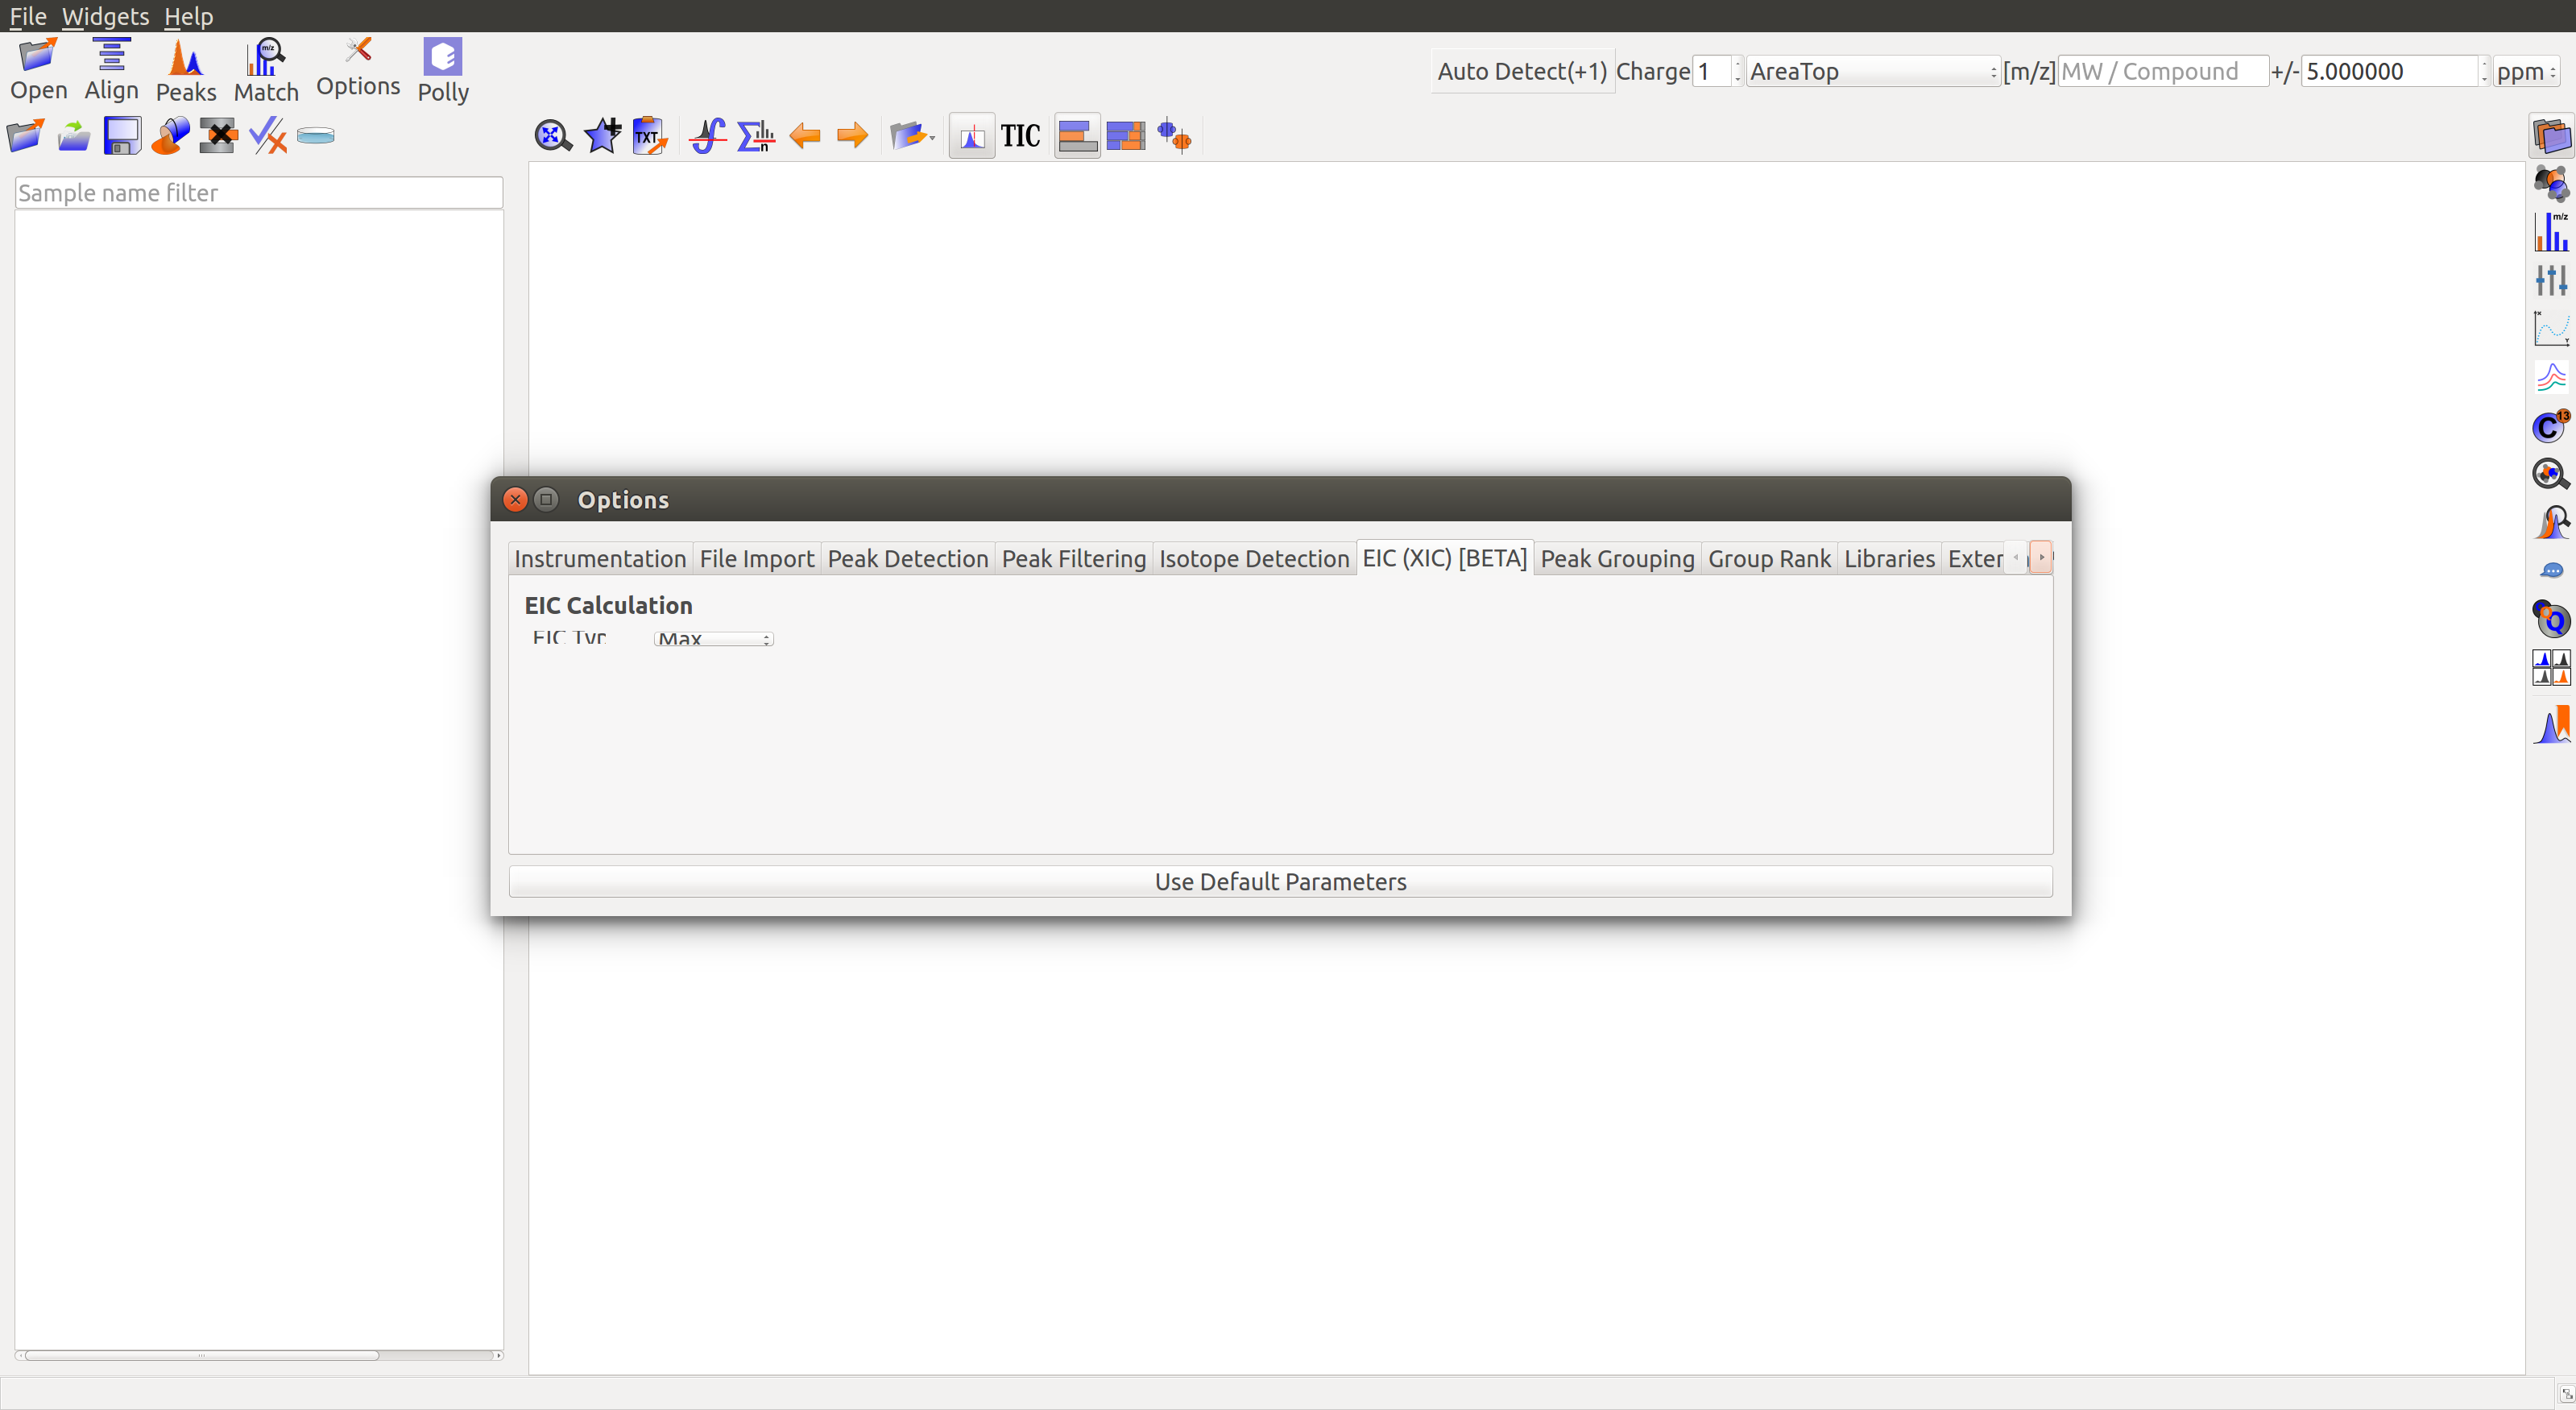 File Widgets Help
Open Align Peaks Match Options Polly
Auto Detect(+1) Charge 1 AreaTop [m/z] MW / Compound +/- 5.000000 ppm
TXT n TIC
Sample name filter
m/z
C 13
Q
Options
Instrumentation File Import Peak Detection Peak Filtering Isotope Detection EIC (XIC) [BETA] Peak Grouping Group Rank Libraries
EIC Calculation
EIC Max
Use Default Parameters